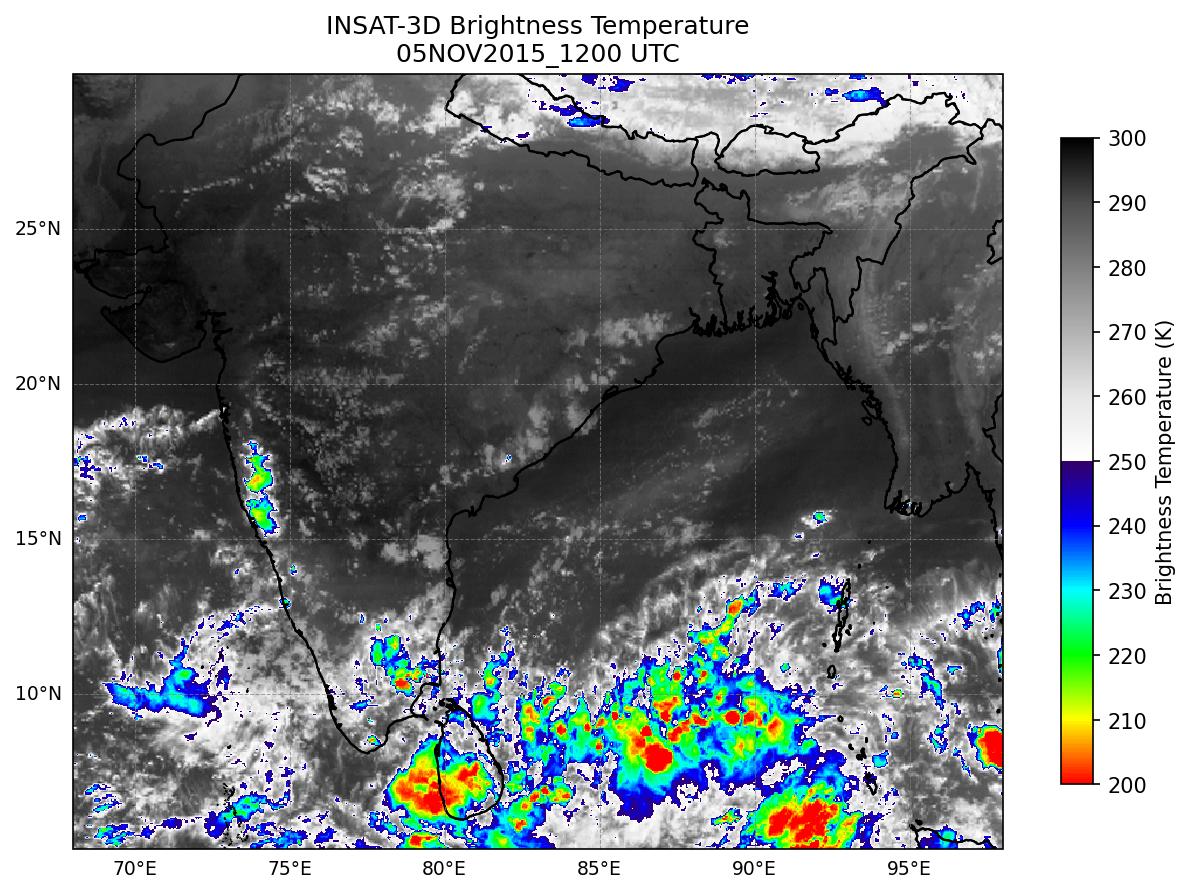 INSAT-3D Brightness Temperature
05NOV2015_1200 UTC
25°N
20°N
15°N
10°N
70°E
75°E
80°E
85°E
90°E
95°E
300
290
280
270
260
250
240
230
220
210
200
Brightness Temperature (K)